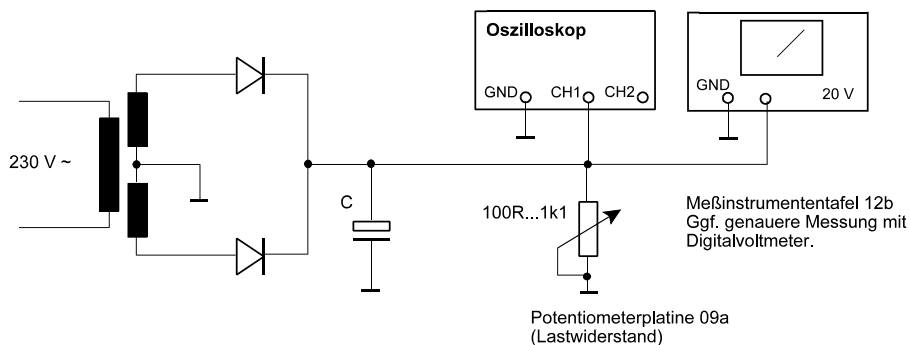 Oszilloskop
GND
CH1
CH2
GND
20 V
230 V ~
C
100R...1k1
Meßinstrumententafel 12b
Ggf. genauere Messung mit
Digitalvoltmeter.
Potentiometerplatine 09a
(Lastwiderstand)